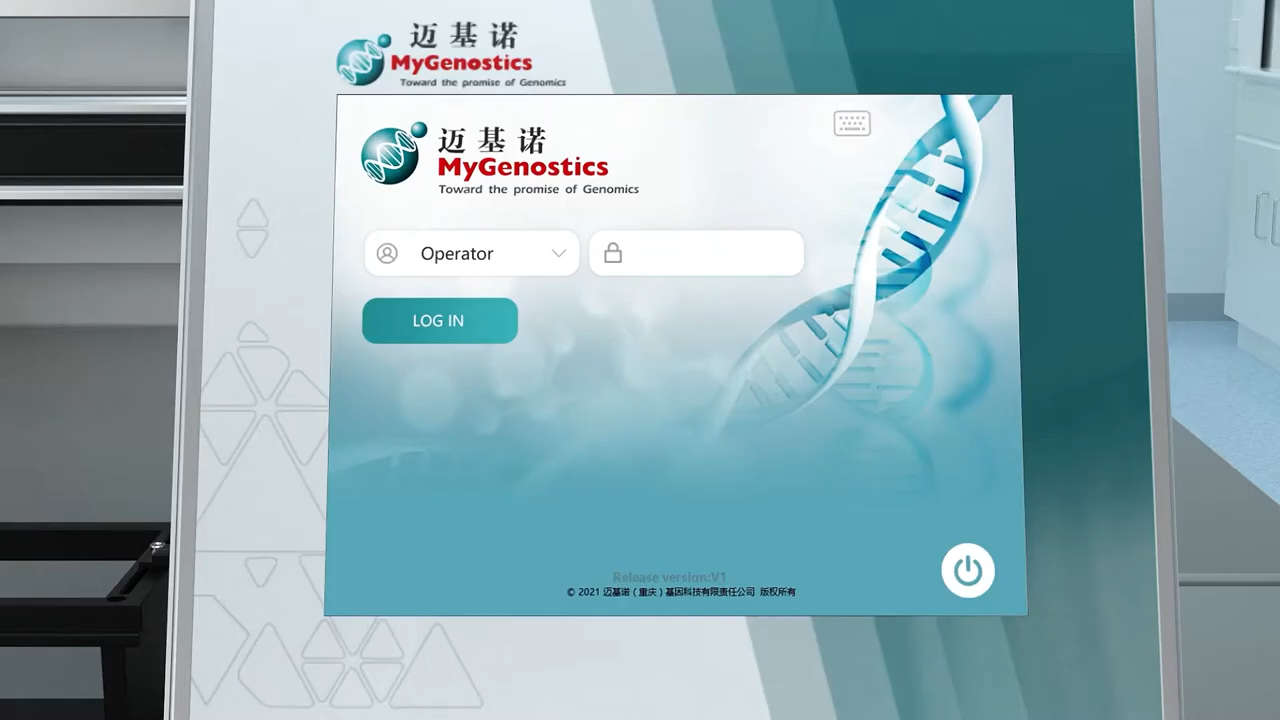 迈基诺
MyGenostics
Toward the promise of Genomics
迈基诺
MyGenostics
Toward the promise of Genomics
Operator
LOG IN
Release version:V1
© 2021 迈基诺（重庆）基因科技有限责任公司 版权所有